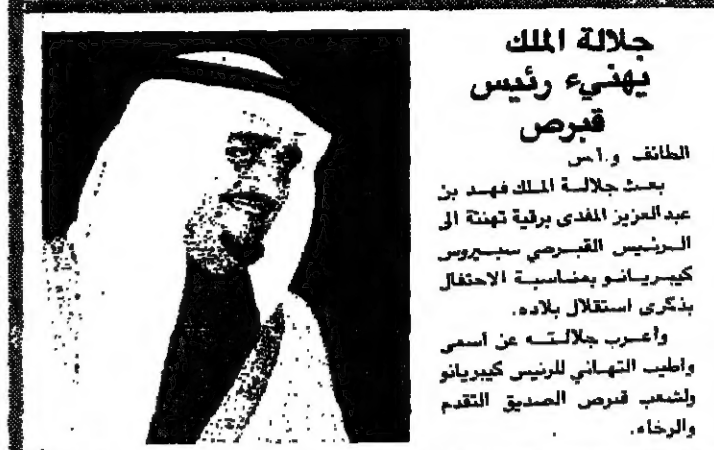 جلالة الملك
يهنيء رئيس
قبرص
الطائف و.ا.س
بعث جلالة الملك فهد بن
عبدالعزيز المفدى برقية تهنئة الى
الرئيس القبرصي سبيروس
كيبريانو بمناسبة الاحتفال
بذكرى استقلال بلاده.
واعرب جلالته عن أسمى
واطيب التهاني للرئيس كيبريانو
ولشعب قبرص الصديق التقدم
والرخاء.